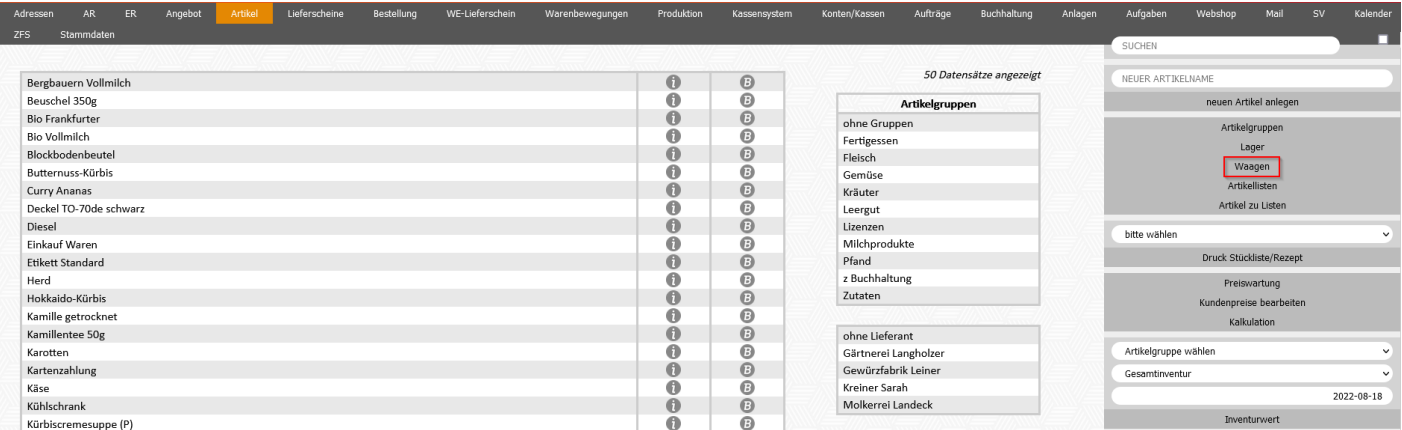 Adressen AR ER Angebot Artikel Lieferscheine Bestellung WE-Lieferschein Warenbewegungen Produktion Kassensystem Konten/Kassen Aufträge Buchhaltung Anlagen Aufgaben Webshop Mail SV Kalender
ZFS Stammdaten
Bergbauern Vollmilch i B
Beuschel 350g i B
Bio Frankfurter i B
Bio Vollmilch i B
Blockbodenbeutel i B
Butternuss-Kürbis i B
Curry Ananas i B
Deckel TO-70de schwarz i B
Diesel i B
Einkauf Waren i B
Etikett Standard i B
Herd i B
Hokkaido-Kürbis i B
Kamille getrocknet i B
Kamillentee 50g i B
Karotten i B
Kartenzahlung i B
Käse i B
Kühlschrank i B
Kürbiscremesuppe (P) i B
50 Datensätze angezeigt
Artikelgruppen
ohne Gruppen
Fertigessen
Fleisch
Gemüse
Kräuter
Leergut
Lizenzen
Milchprodukte
Pfand
z Buchhaltung
Zutaten
ohne Lieferant
Gärtnerei Langholzer
Gewürzfabrik Leiner
Kreiner Sarah
Molkerrei Landeck
SUCHEN
NEUER ARTIKELNAME
neuen Artikel anlegen
Artikelgruppen
Lager
Waagen
Artikellisten
Artikel zu Listen
bitte wählen
Druck Stückliste/Rezept
Preiswartung
Kundenpreise bearbeiten
Kalkulation
Artikelgruppe wählen
Gesamtinventur
2022-08-18
Inventurwert